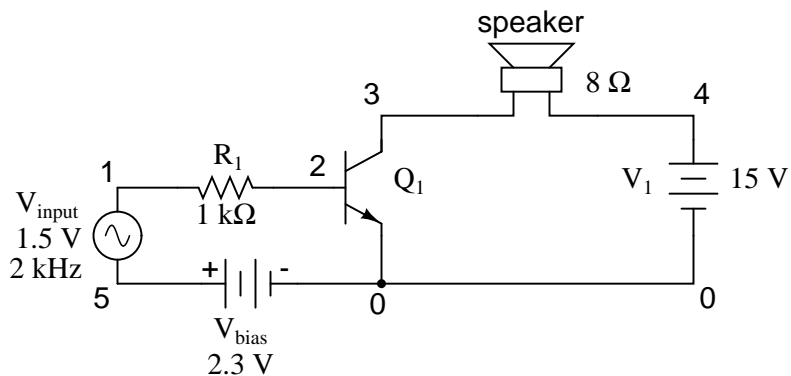 speaker
8 Ω
3
4
R1
1
2
Q1
V1
15 V
Vinput
1 kΩ
1.5 V
2 kHz
+
-
5
0
0
Vbias
2.3 V